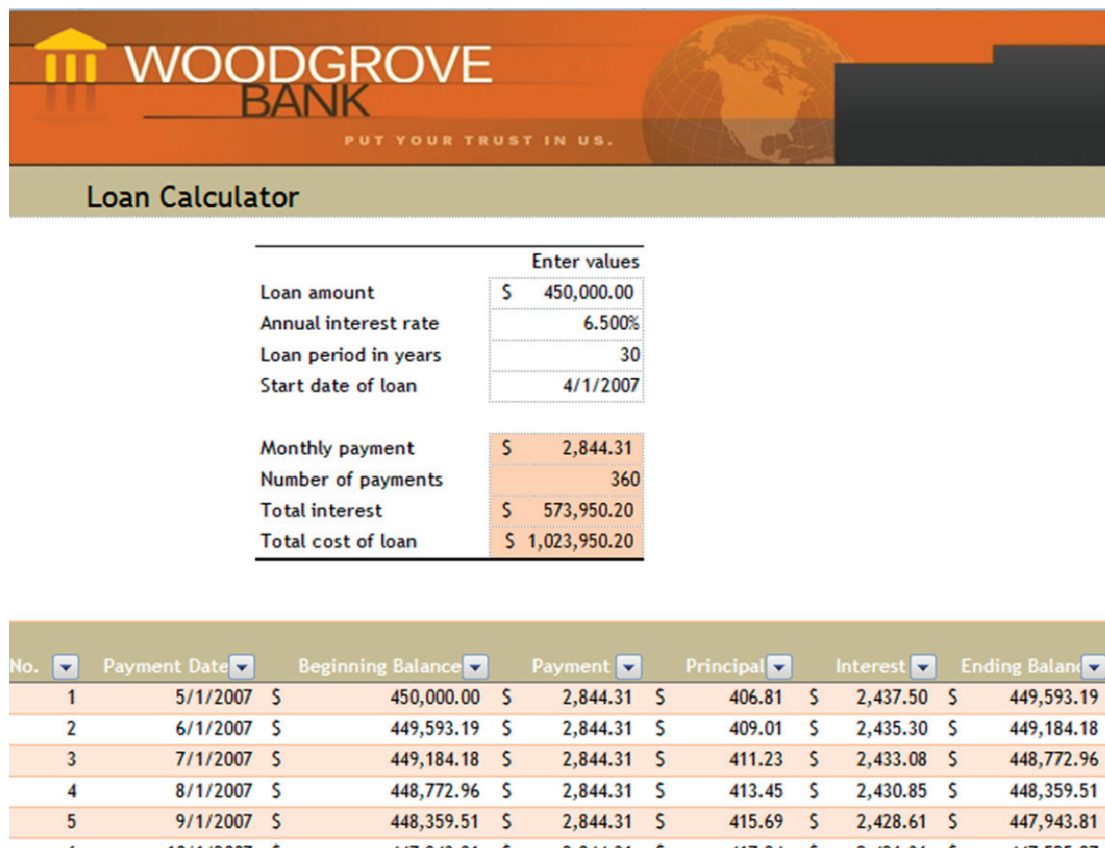 WOODGROVE
BANK
PUT YOUR TRUST IN US.
Loan Calculator
Enter values
Loan amount $ 450,000.00
Annual interest rate 6.500%
Loan period in years 30
Start date of loan 4/1/2007
Monthly payment $ 2,844.31
Number of payments 360
Total interest $ 573,950.20
Total cost of loan $ 1,023,950.20
No. Payment Date Beginning Balance Payment Principal Interest Ending Balanc
1 5/1/2007 $ 450,000.00 $ 2,844.31 $ 406.81 $ 2,437.50 $ 449,593.19
2 6/1/2007 $ 449,593.19 $ 2,844.31 $ 409.01 $ 2,435.30 $ 449,184.18
3 7/1/2007 $ 449,184.18 $ 2,844.31 $ 411.23 $ 2,433.08 $ 448,772.96
4 8/1/2007 $ 448,772.96 $ 2,844.31 $ 413.45 $ 2,430.85 $ 448,359.51
5 9/1/2007 $ 448,359.51 $ 2,844.31 $ 415.69 $ 2,428.61 $ 447,943.81